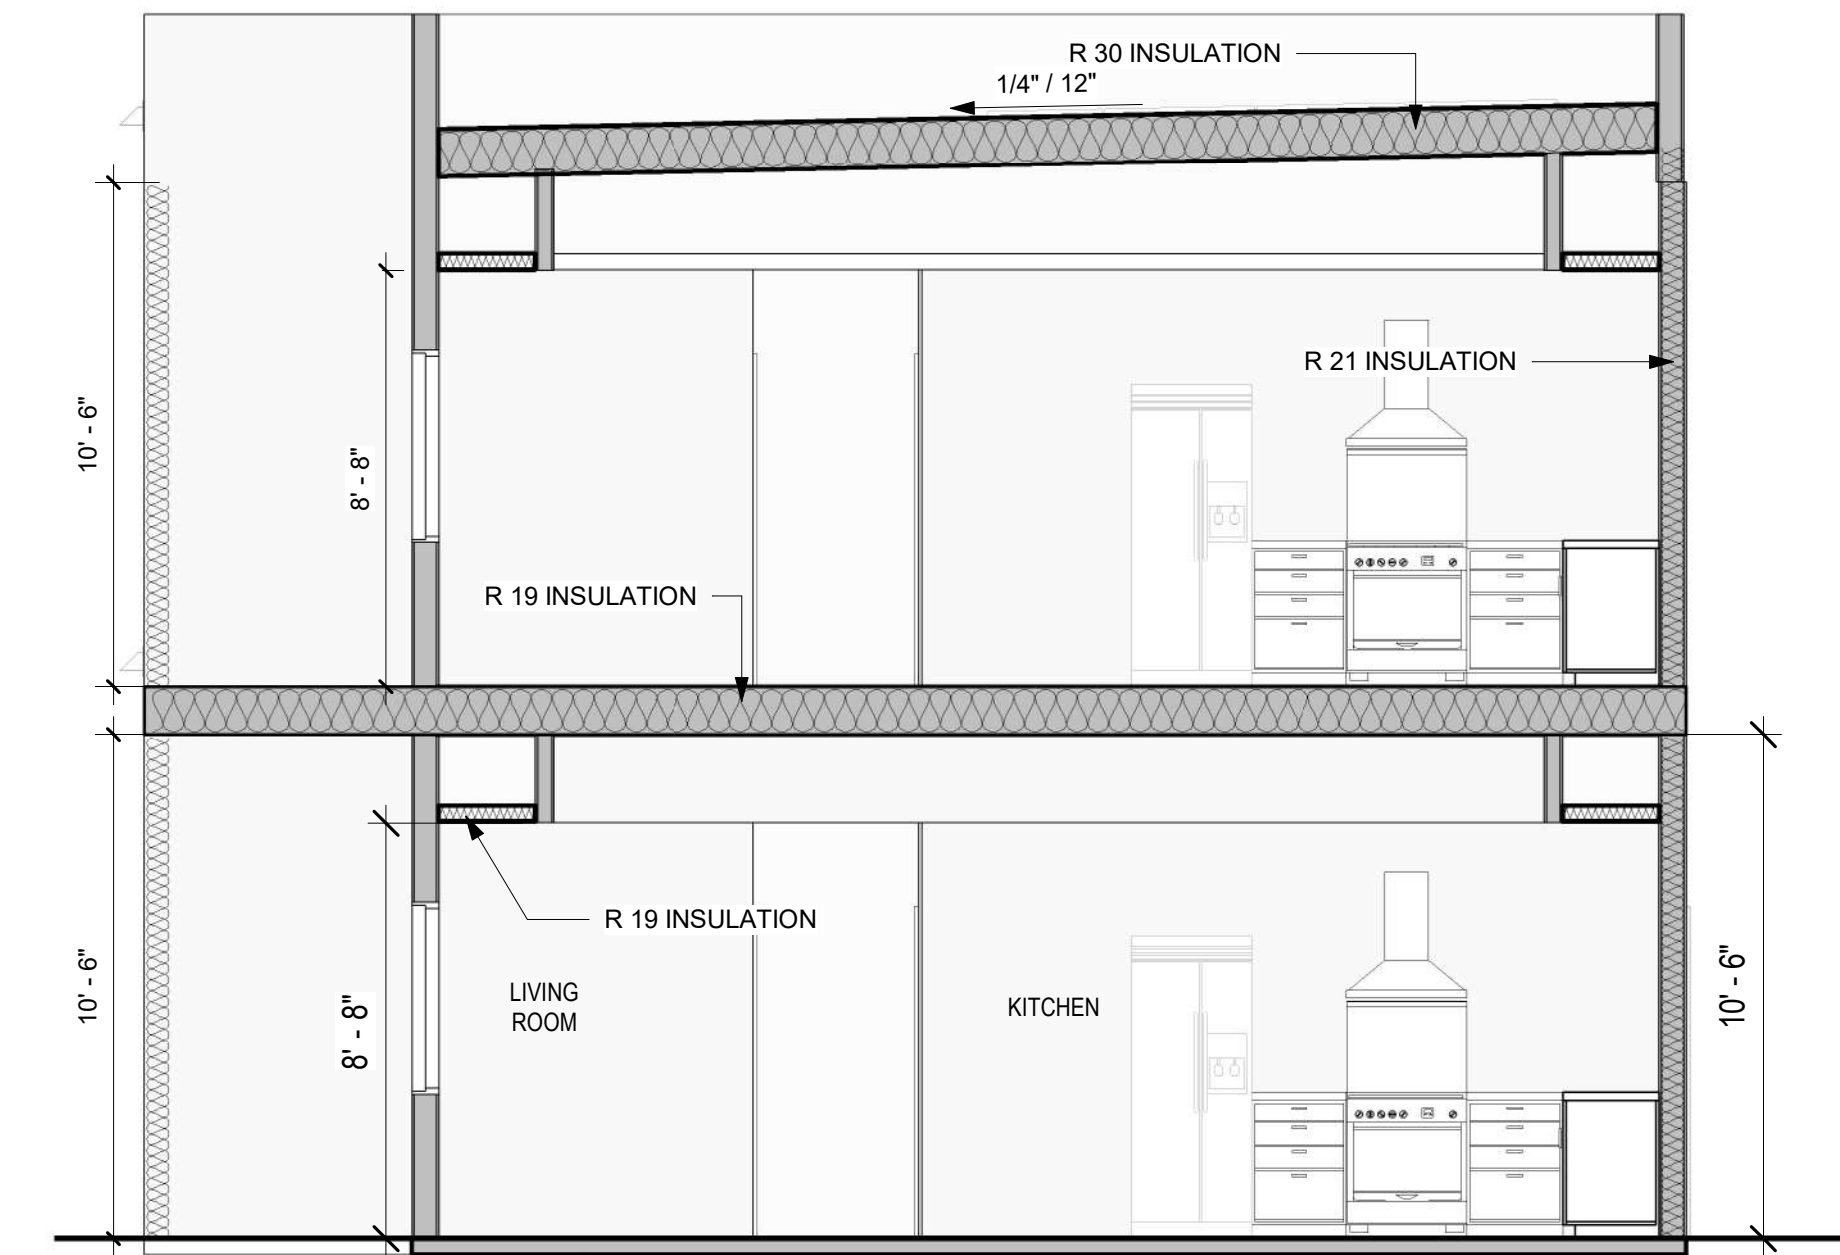 R 30 INSULATION
1/4" / 12"
10' - 6"
8' - 8"
R 21 INSULATION
R 19 INSULATION
R 19 INSULATION
10' - 6"
8' - 8"
LIVING
ROOM
KITCHEN
10' - 6"